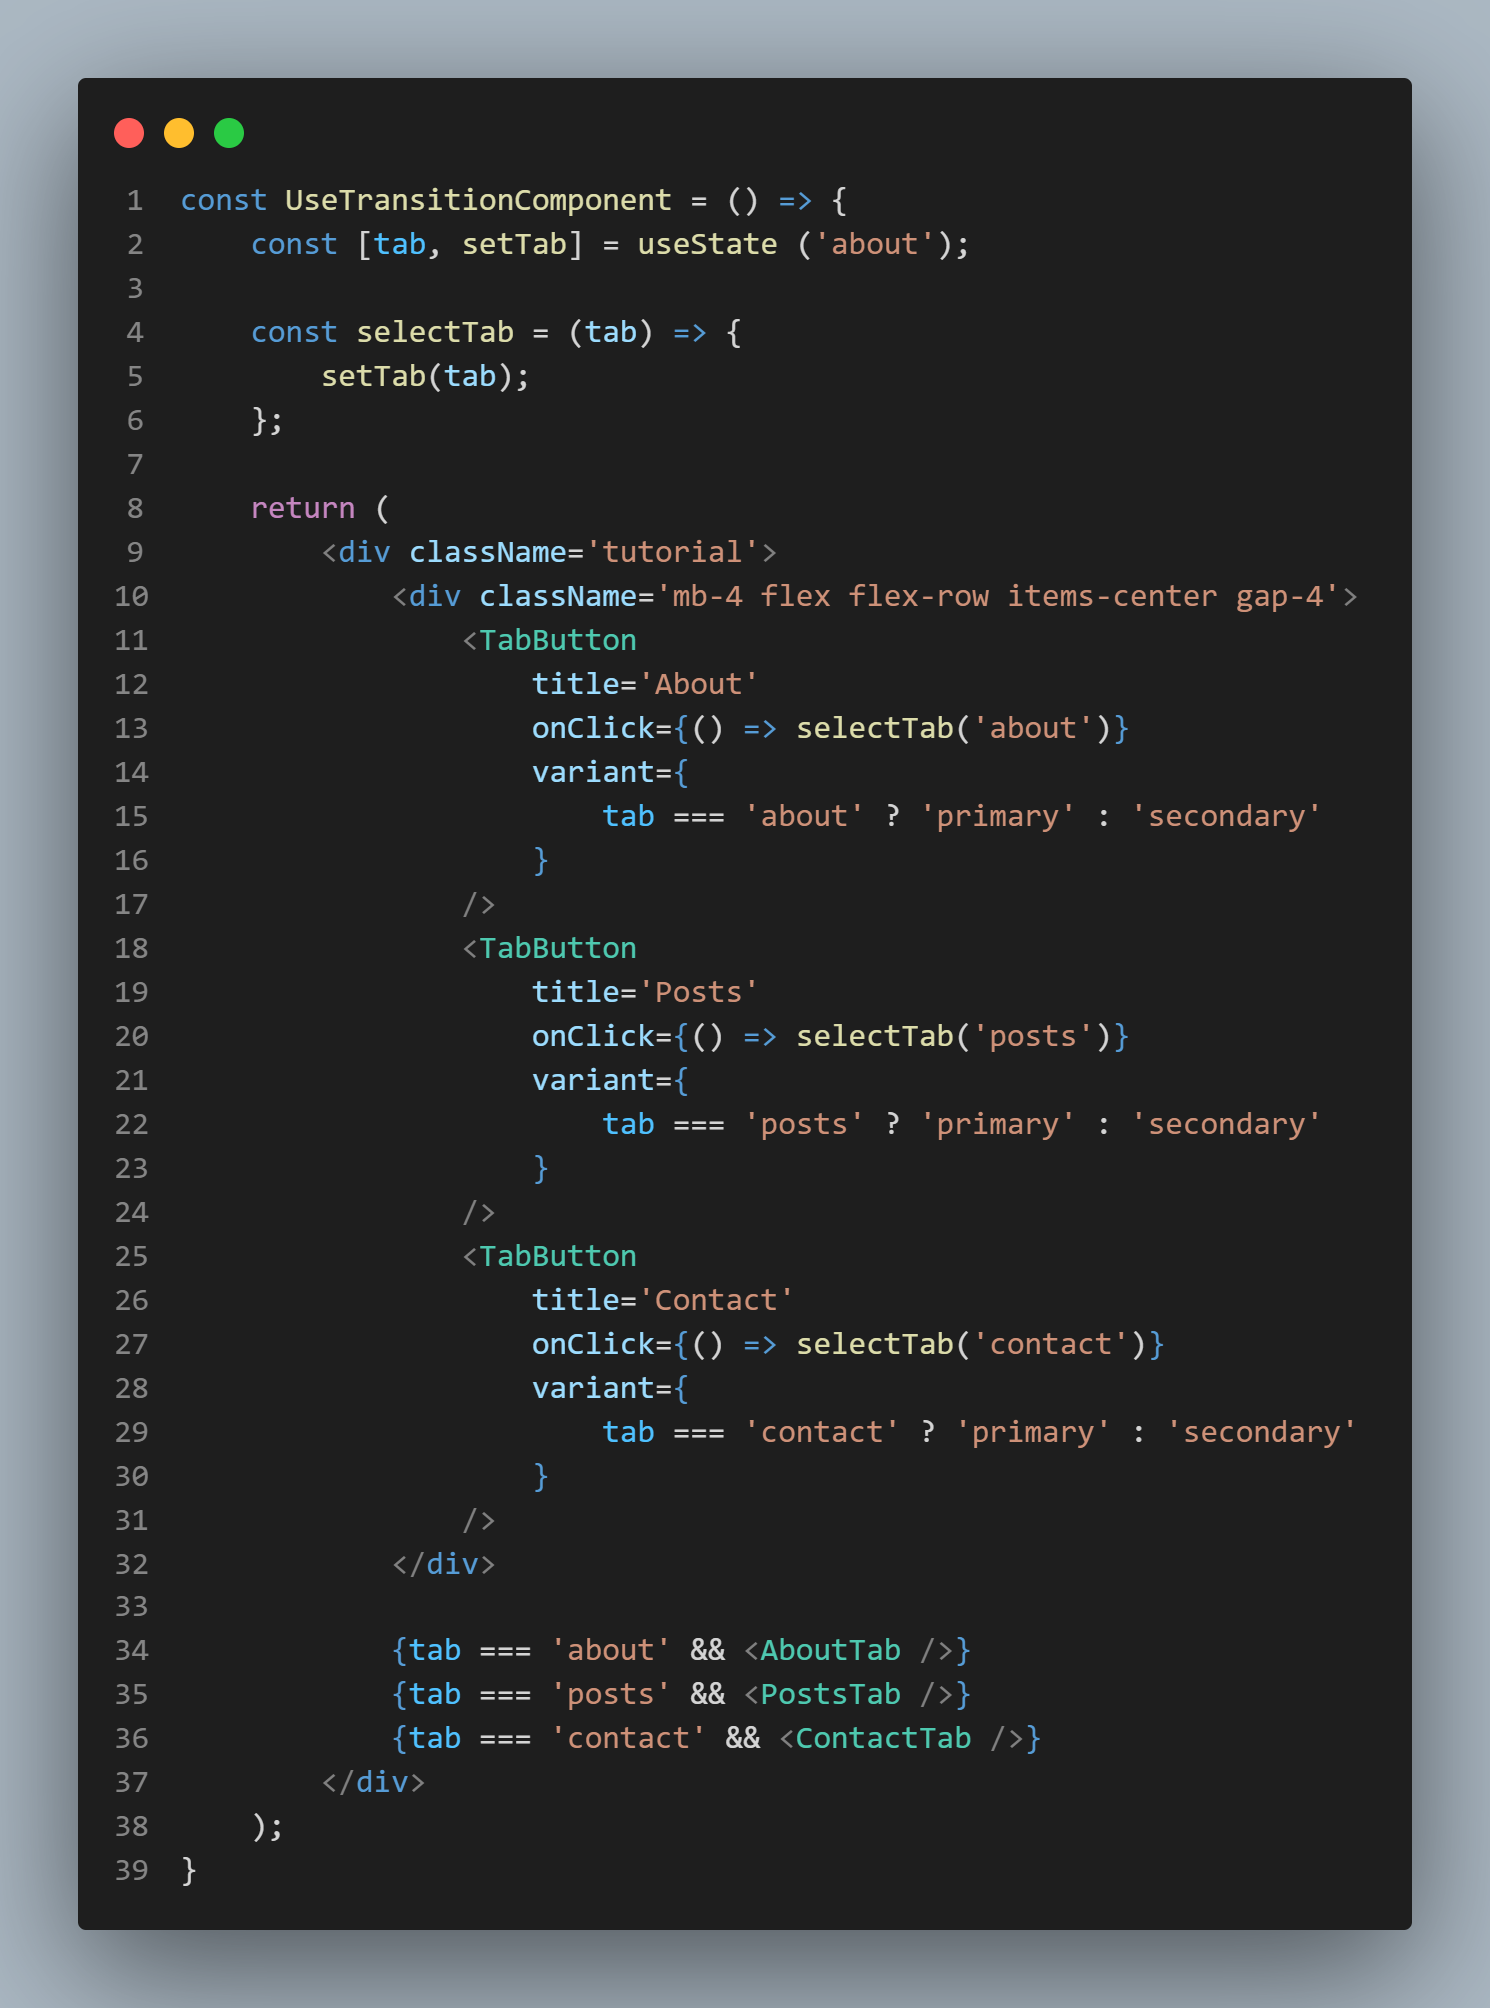 1 const UseTransitionComponent = () => {
2     const [tab, setTab] = useState ('about');
3
4     const selectTab = (tab) => {
5         setTab(tab);
6     };
7
8     return (
9         <div className='tutorial'>
10             <div className='mb-4 flex flex-row items-center gap-4'>
11                 <TabButton
12                     title='About'
13                     onClick={() => selectTab('about')}
14                     variant={
15                         tab === 'about' ? 'primary' : 'secondary'
16                     }
17                 />
18                 <TabButton
19                     title='Posts'
20                     onClick={() => selectTab('posts')}
21                     variant={
22                         tab === 'posts' ? 'primary' : 'secondary'
23                     }
24                 />
25                 <TabButton
26                     title='Contact'
27                     onClick={() => selectTab('contact')}
28                     variant={
29                         tab === 'contact' ? 'primary' : 'secondary'
30                     }
31                 />
32             </div>
33
34             {tab === 'about' && <AboutTab />}
35             {tab === 'posts' && <PostsTab />}
36             {tab === 'contact' && <ContactTab />}
37         </div>
38     );
39 }